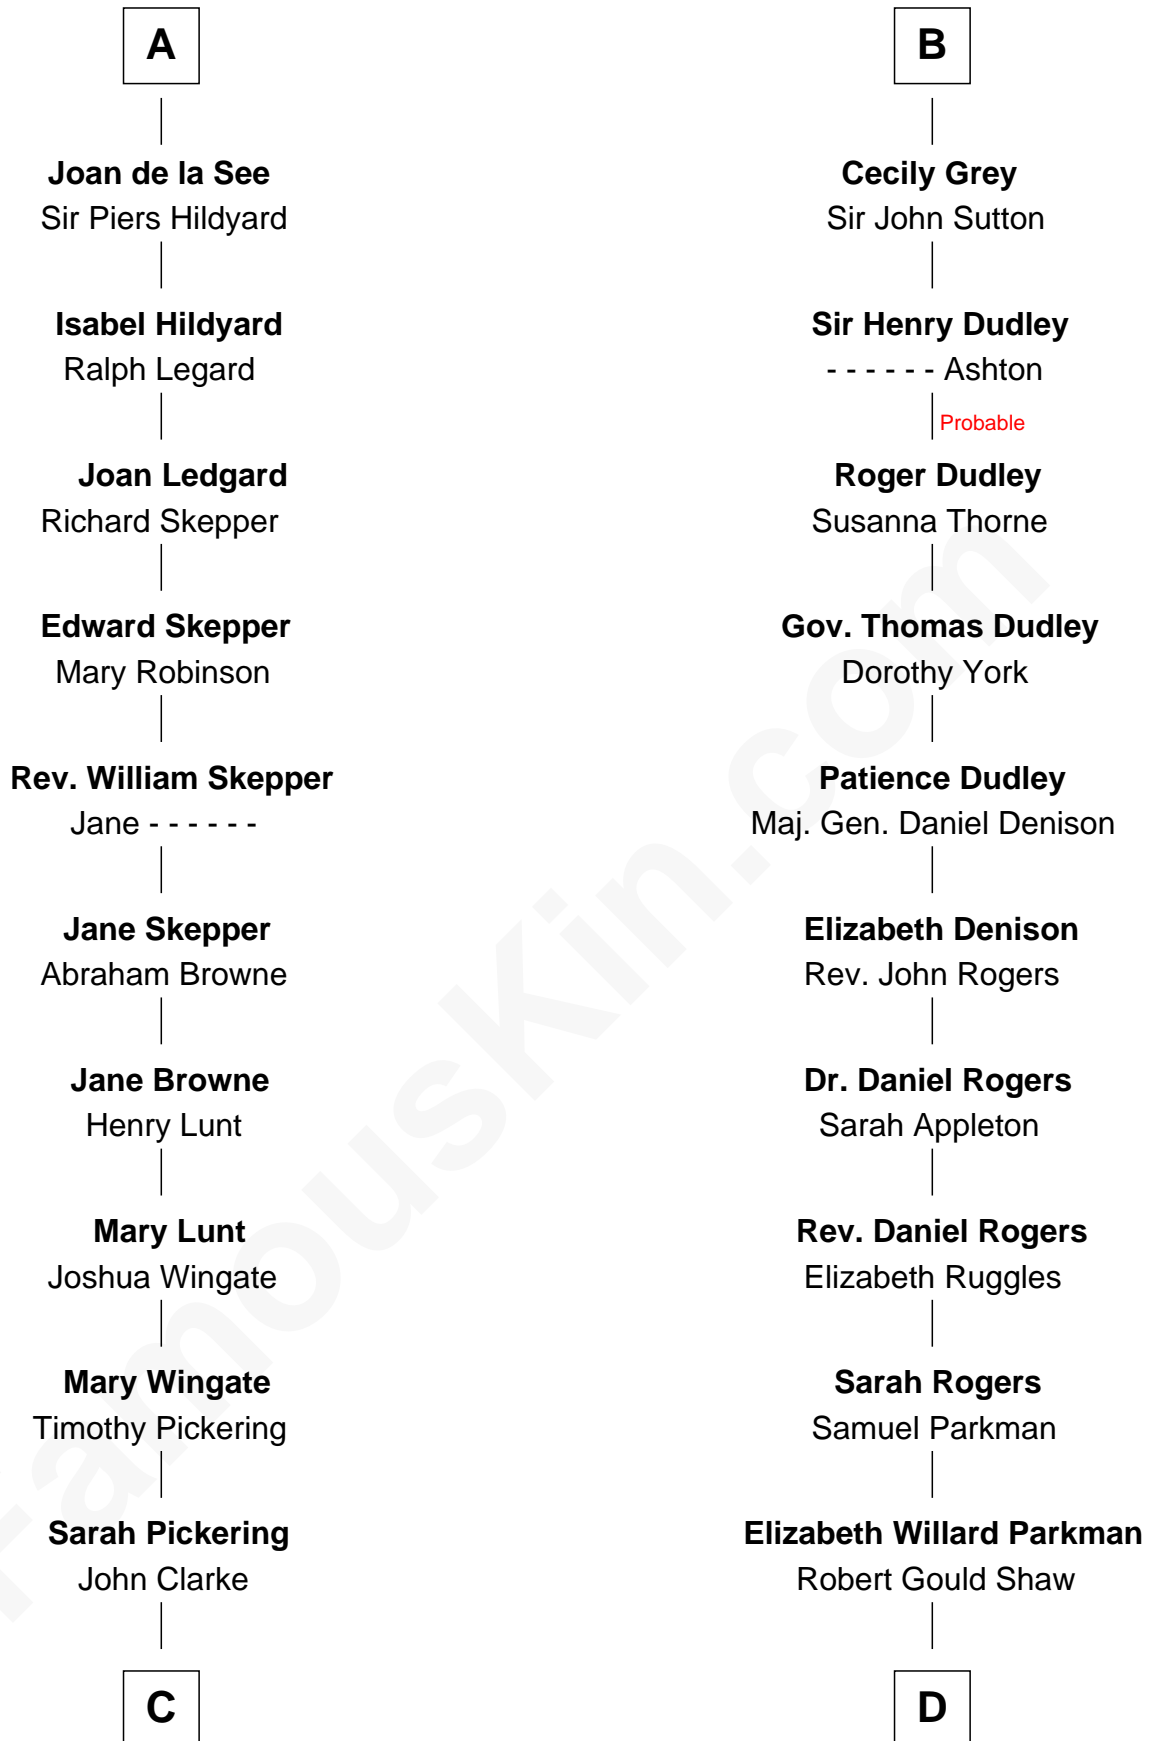 A
Joan de la See
Sir Piers Hildyard
Isabel Hildyard
Ralph Legard
Joan Ledgard
Richard Skepper
Edward Skepper
Mary Robinson
Rev. William Skepper
Jane - - - - - -
Jane Skepper
Abraham Browne
Jane Browne
Henry Lunt
Mary Lunt
Joshua Wingate
Mary Wingate
Timothy Pickering
Sarah Pickering
John Clarke
C
B
Cecily Grey
Sir John Sutton
Sir Henry Dudley
- - - - - - Ashton
Probable
Roger Dudley
Susanna Thorne
Gov. Thomas Dudley
Dorothy York
Patience Dudley
Maj. Gen. Daniel Denison
Elizabeth Denison
Rev. John Rogers
Dr. Daniel Rogers
Sarah Appleton
Rev. Daniel Rogers
Elizabeth Ruggles
Sarah Rogers
Samuel Parkman
Elizabeth Willard Parkman
Robert Gould Shaw
D
FamousKin.com